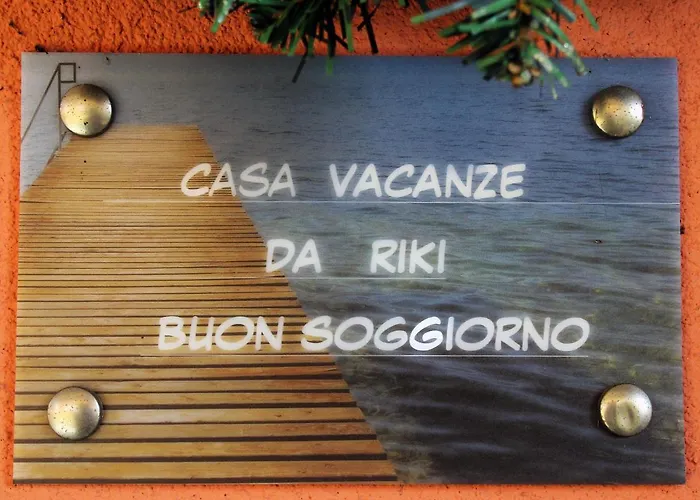 CASA VACANZE
DA RIKI
BUON SOGGIORNO